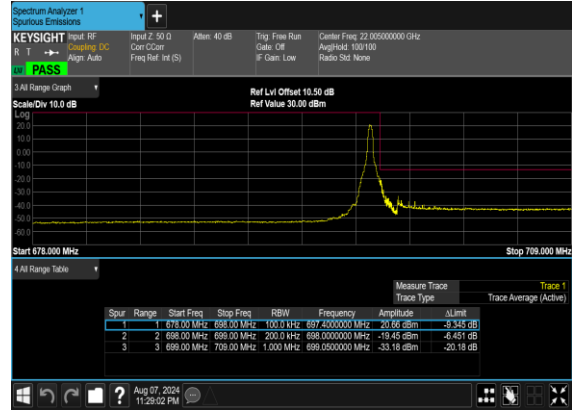 Spectrum Analyzer 1
Spurious Emissions
+
KEYSIGHT Input: RF Input Z: 50 Ω Atten: 40 dB Trig: Free Run Center Freq: 22.005000000 GHz
R T Coupling: DC Corr CCorr Gate: Off Avg|Hold: 100/100
Align: Auto Freq Ref: Int (S) IF Gain: Low Radio Std: None
LM PASS
3 All Range Graph
Ref Lvl Offset 10.50 dB
Scale/Div 10.0 dB Ref Value 30.00 dBm
Log
20.0
10.0
0.00
-10.0
-20.0
-30.0
-40.0
-50.0
-60.0
Start 678.000 MHz Stop 709.000 MHz
4 All Range Table
Measure Trace Trace 1
Trace Type Trace Average (Active)
Spur Range Start Freq Stop Freq RBW Frequency Amplitude ΔLimit
1 1 678.00 MHz 698.00 MHz 100.0 kHz 697.4000000 MHz 20.66 dBm -9.345 dB
2 2 698.00 MHz 699.00 MHz 200.0 kHz 698.0000000 MHz -19.45 dBm -6.451 dB
3 3 699.00 MHz 709.00 MHz 1.000 MHz 699.0500000 MHz -33.18 dBm -20.18 dB
? Aug 07, 2024
11:29:02 PM